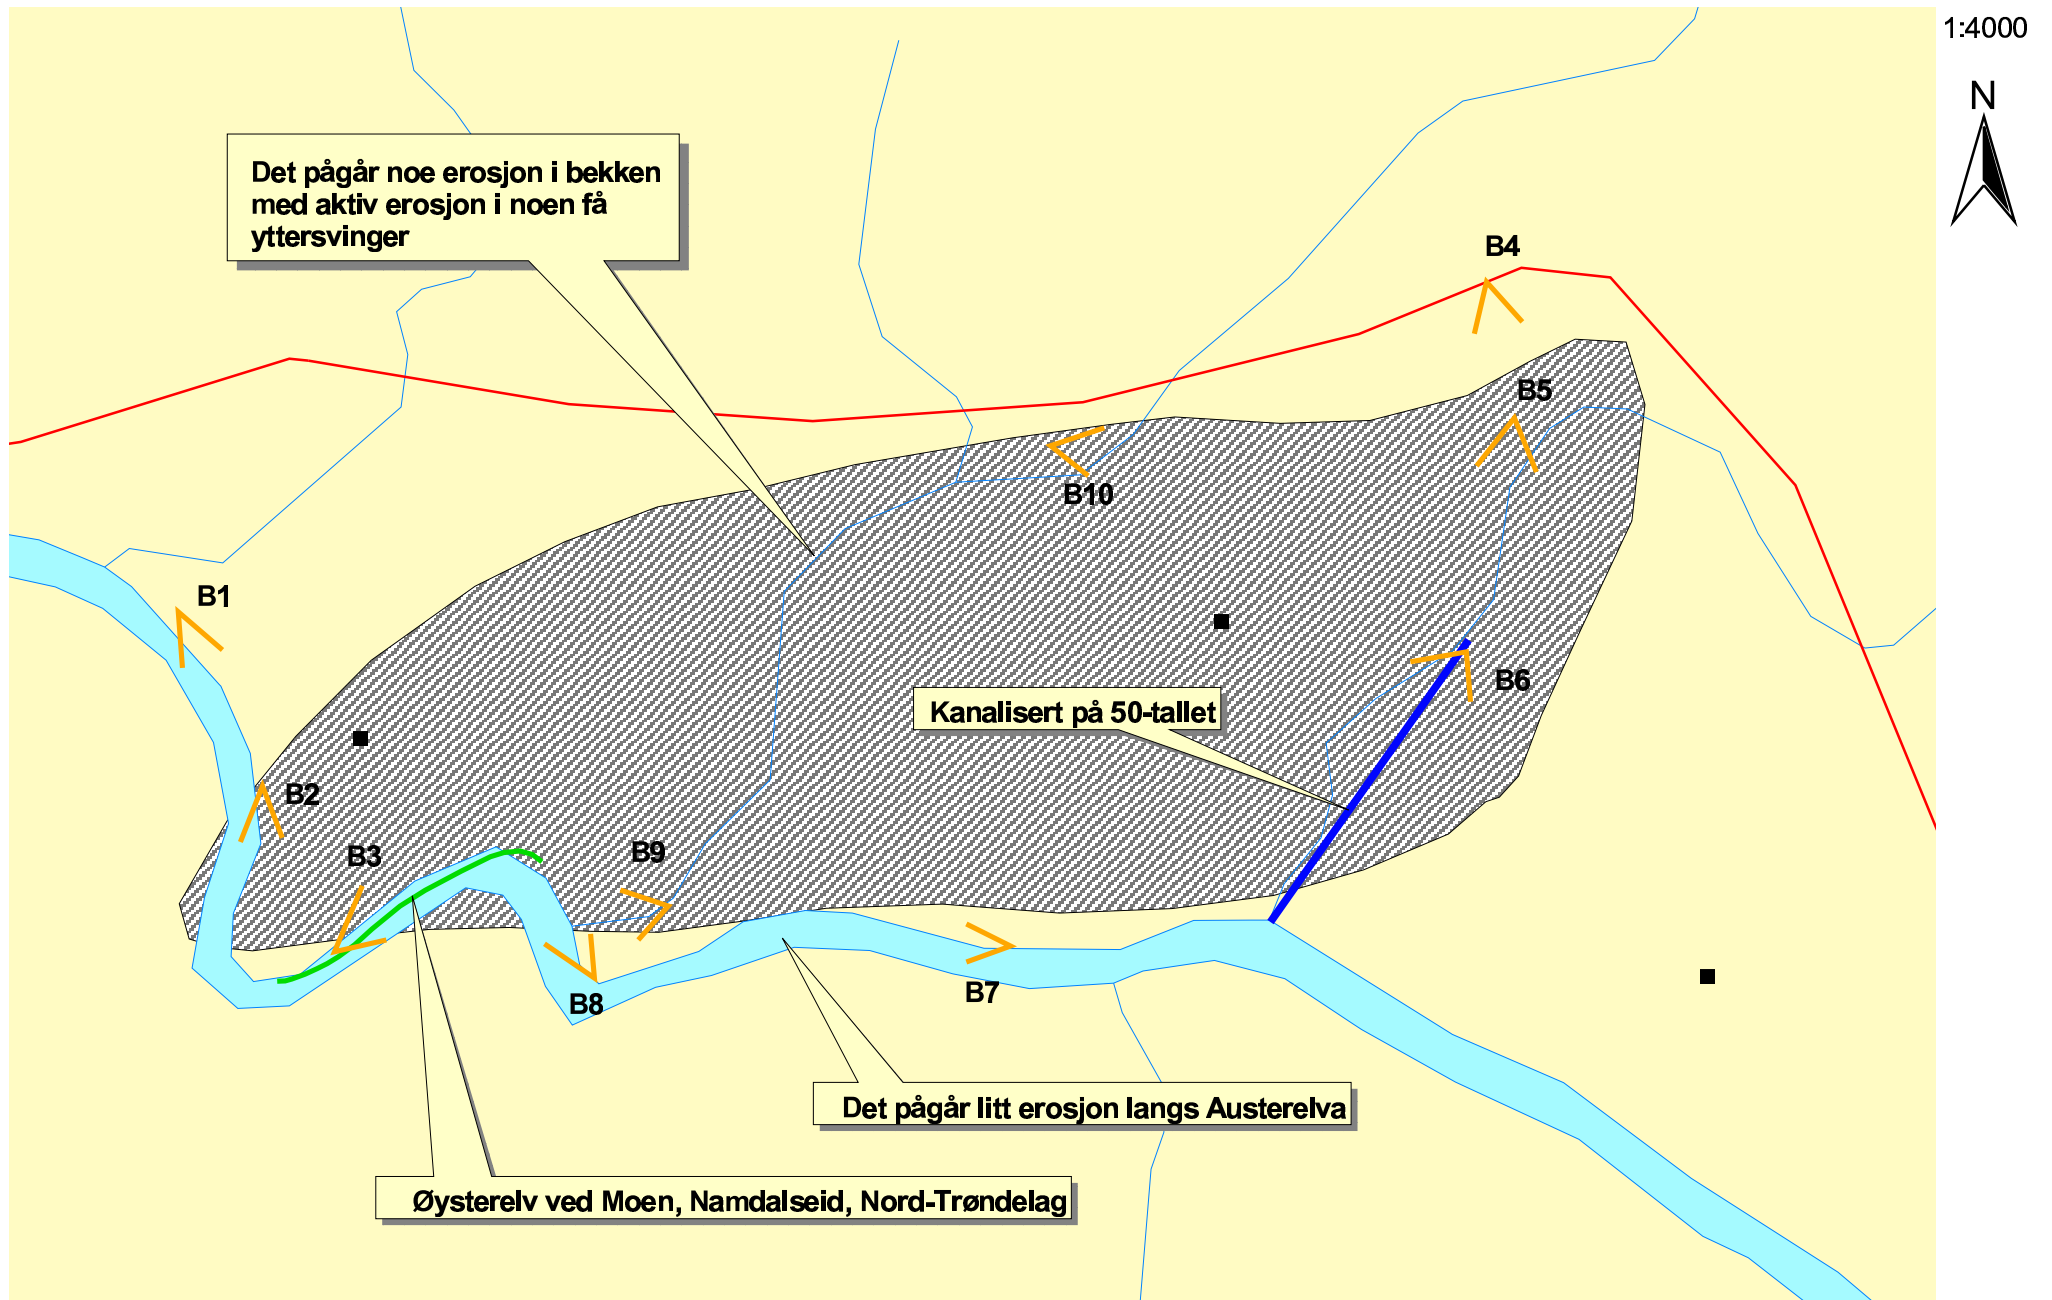 1:4000
N
Det pågår noe erosjon i bekken
med aktiv erosjon i noen få
yttersvinger
B4
B5
B10
B1
B6
Kanalisert på 50-tallet
B2
B3
B9
B7
B8
Det pågår litt erosjon langs Austerelva
Øysterelv ved Moen, Namdalseid, Nord-Trøndelag